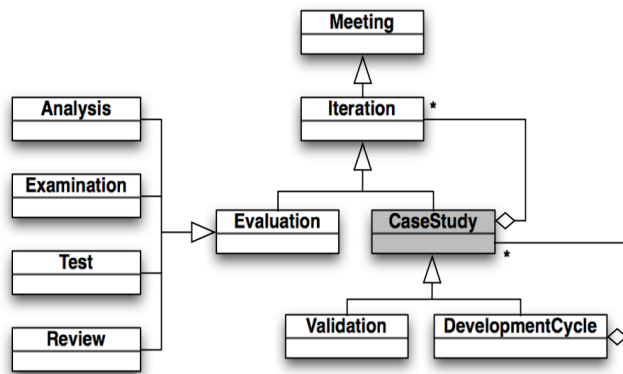 Meeting
Analysis
Iteration
*
Examination
Evaluation
CaseStudy
*
Test
Validation
DevelopmentCycle
Review